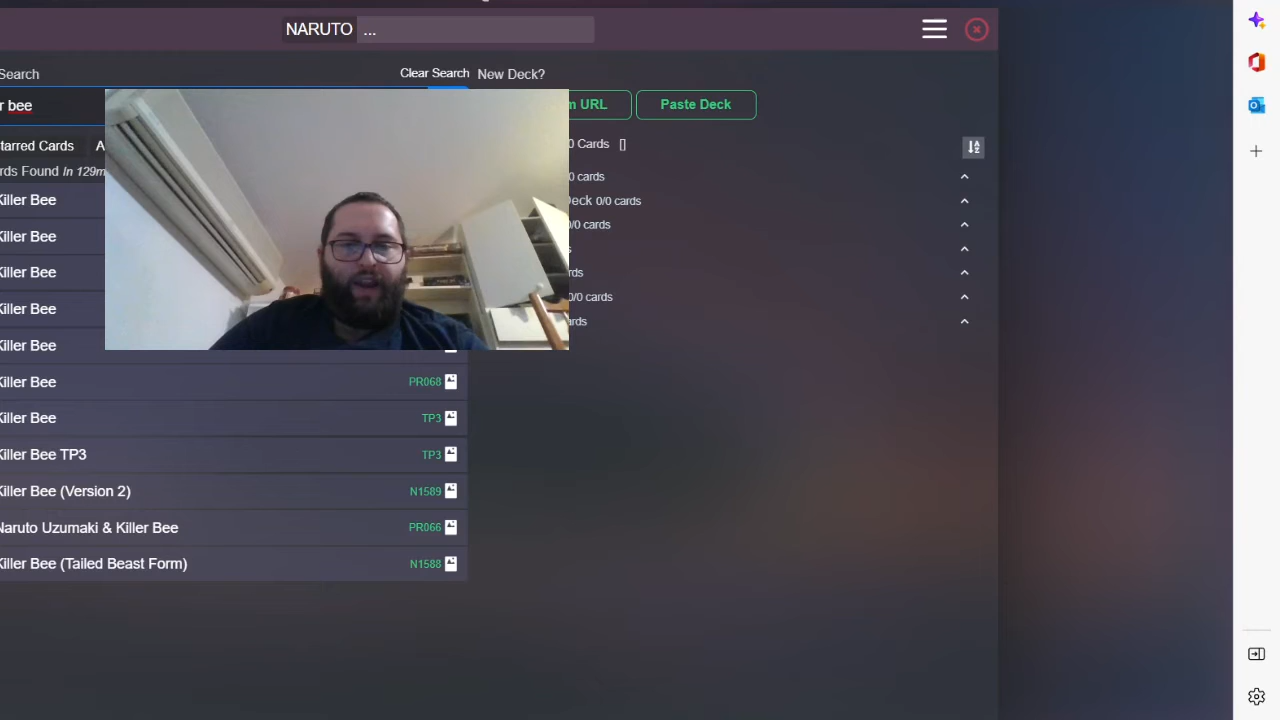 NARUTO ...
Search
Clear Search
New Deck?
r bee
m URL
Paste Deck
tarred Cards
A
0 Cards []
rds Found In 129m
0 cards
Killer Bee
Deck 0/0 cards
0/0 cards
Killer Bee
s
Killer Bee
rds
0/0 cards
Killer Bee
ards
Killer Bee
Killer Bee PR068
Killer Bee TP3
Killer Bee TP3 TP3
Killer Bee (Version 2) N1589
Naruto Uzumaki & Killer Bee PR066
Killer Bee (Tailed Beast Form) N1588